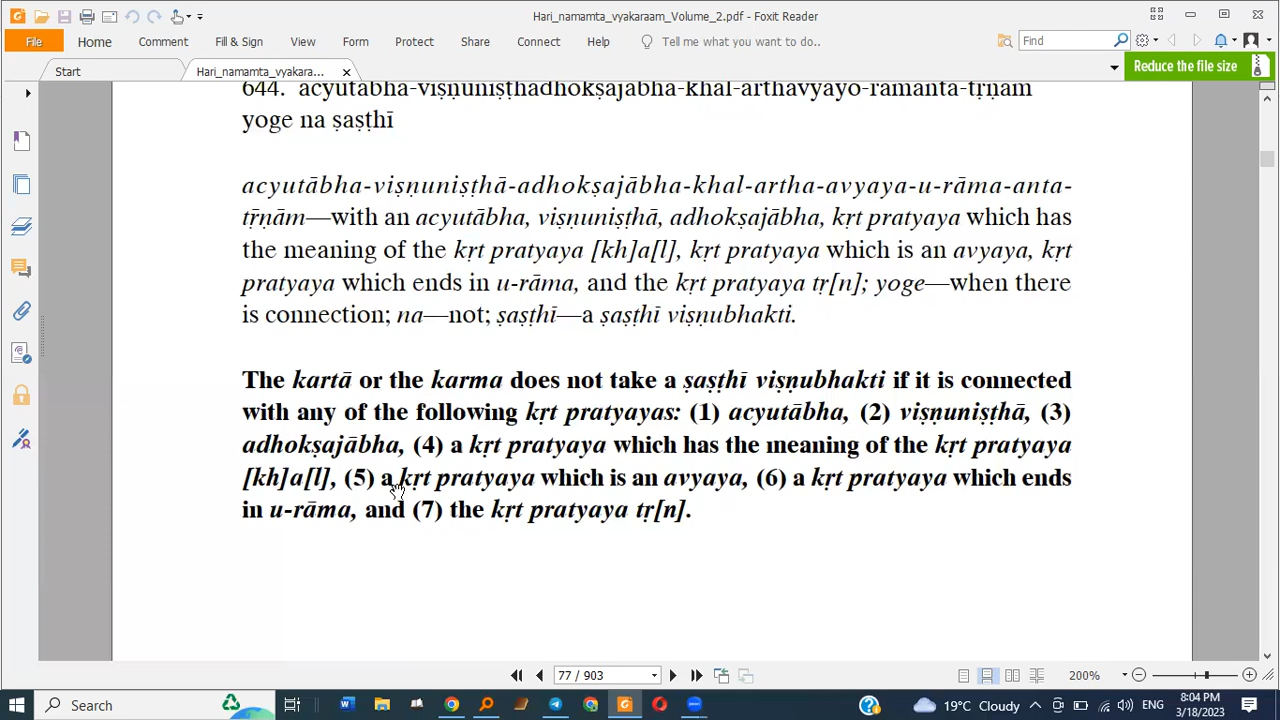 Hari_namamta_vyakaraam_Volume_2.pdf - Foxit Reader
File Home Comment Fill & Sign View Form Protect Share Connect Help Tell me what you want to do.. Find
Start Hari_namamta_vyakara... Reduce the file size
644. acyutābha-viṣṇuniṣṭhādhokṣajābha-khal-arthāvyayo-rāmānta-tṝṇām
yoge na ṣaṣṭhī
acyutābha-viṣṇuniṣṭhā-adhokṣajābha-khal-artha-avyaya-u-rāma-anta-
tṝṇām—with an acyutābha, viṣṇuniṣṭhā, adhokṣajābha, kṛt pratyaya which has
the meaning of the kṛt pratyaya [kh]a[l], kṛt pratyaya which is an avyaya, kṛt
pratyaya which ends in u-rāma, and the kṛt pratyaya tṛ[n]; yoge—when there
is connection; na—not; ṣaṣṭhī—a ṣaṣṭhī viṣṇubhakti.
The kartā or the karma does not take a ṣaṣṭhī viṣṇubhakti if it is connected
with any of the following kṛt pratyayas: (1) acyutābha, (2) viṣṇuniṣṭhā, (3)
adhokṣajābha, (4) a kṛt pratyaya which has the meaning of the kṛt pratyaya
[kh]a[l], (5) a kṛt pratyaya which is an avyaya, (6) a kṛt pratyaya which ends
in u-rāma, and (7) the kṛt pratyaya tṛ[n].
77 / 903 200%
Search 19°C Cloudy 8:04 PM
3/18/2023